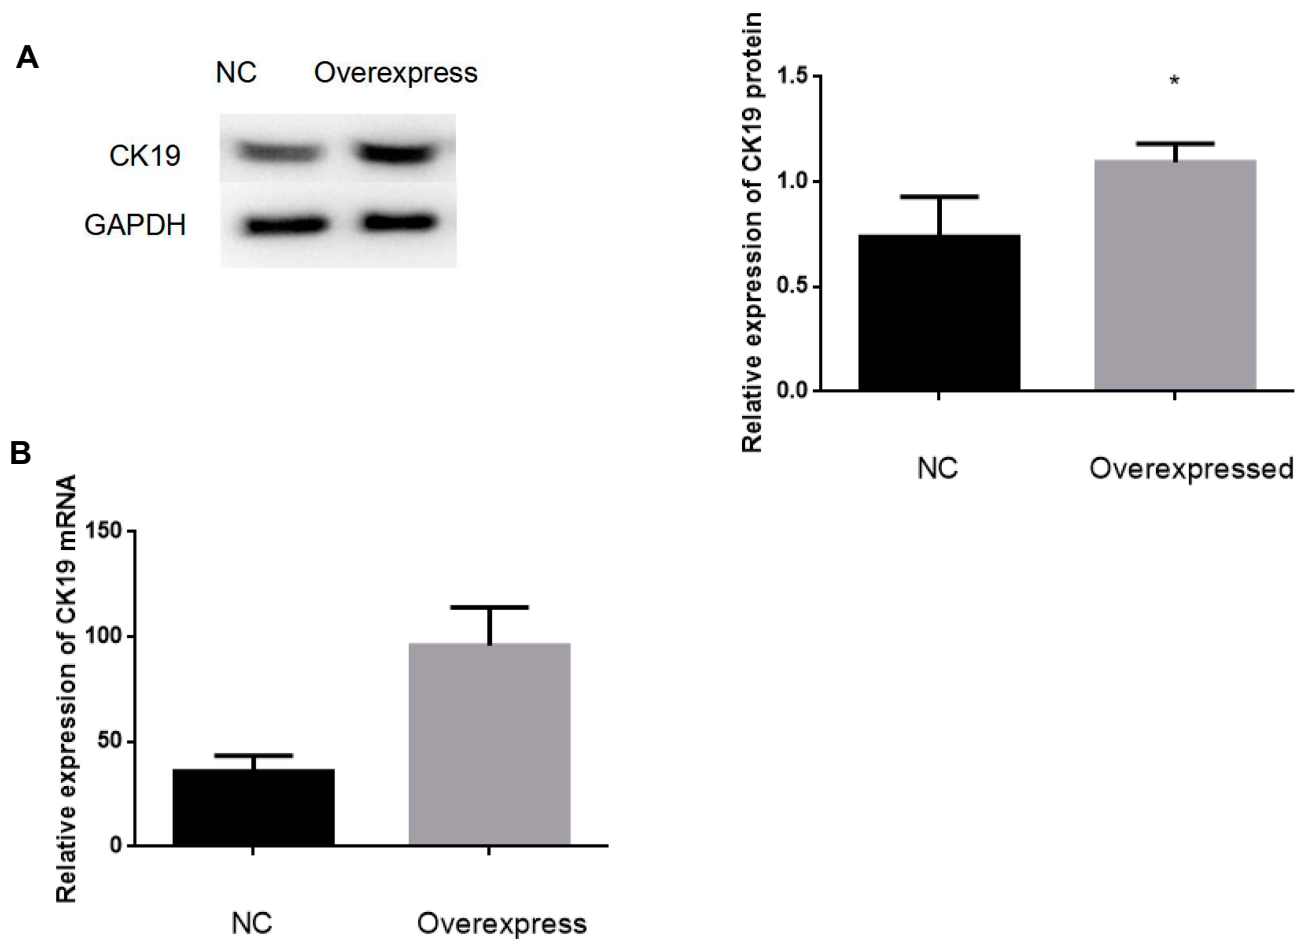 A
NC Overexpress
CK19
GAPDH
Relative expression of CK19 protein
1.5
1.0
0.5
0.0
*
NC Overexpressed
B
Relative expression of CK19 mRNA
150
100
50
0
NC Overexpress